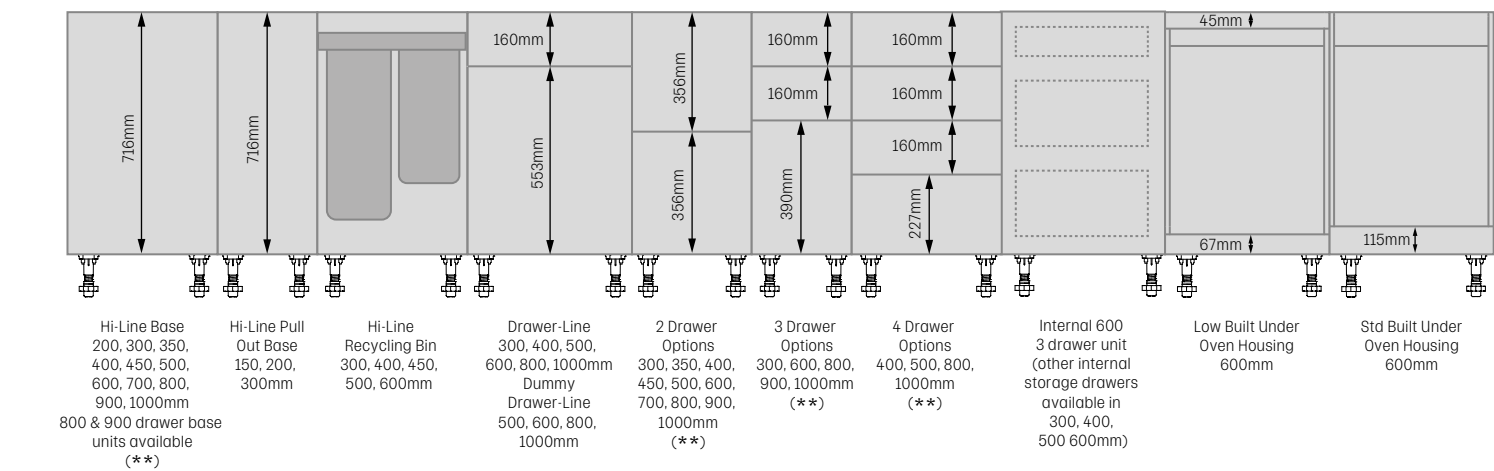 716mm
716mm
160mm
553mm
356mm
356mm
160mm
160mm
390mm
160mm
160mm
160mm
227mm
45mm
67mm
115mm
Hi-Line Base
200, 300, 350,
400, 450, 500,
600, 700, 800,
900, 1000mm
800 & 900 drawer base
units available
(**)
Hi-Line Pull
Out Base
150, 200,
300mm
Hi-Line
Recycling Bin
300, 400, 450,
500, 600mm
Drawer-Line
300, 400, 500,
600, 800, 1000mm
Dummy
Drawer-Line
500, 600, 800,
1000mm
2 Drawer
Options
300, 350, 400,
450, 500, 600,
700, 800, 900,
1000mm
(**)
3 Drawer
Options
300, 600, 800,
900, 1000mm
(**)
4 Drawer
Options
400, 500, 800,
1000mm
(**)
Internal 600
3 drawer unit
(other internal
storage drawers
available in
300, 400,
500 600mm)
Low Built Under
Oven Housing
600mm
Std Built Under
Oven Housing
600mm